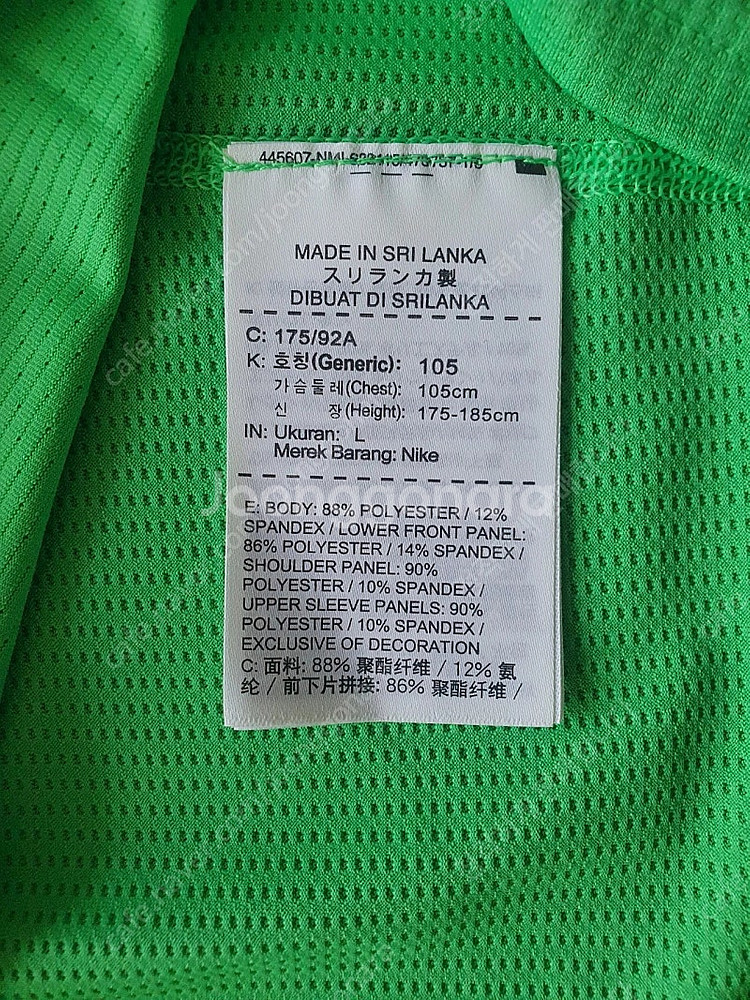 MADE IN SRI LANKA
スリランカ製
DIBUAT DI SRILANKA
C: 175/92A
K: 호칭(Generic): 105
가슴둘레(Chest): 105cm
신 장(Height): 175-185cm
IN: Ukuran: L
Merek Barang: Nike
Joonggonara
E: BODY: 88% POLYESTER / 12%
SPANDEX / LOWER FRONT PANEL:
86% POLYESTER / 14% SPANDEX /
SHOULDER PANEL: 90%
POLYESTER / 10% SPANDEX /
UPPER SLEEVE PANELS: 90%
POLYESTER / 10% SPANDEX /
EXCLUSIVE OF DECORATION
C: 面料: 88% 聚酯纤维 / 12% 氨
纶 / 前下片拼接: 86% 聚酯纤维 /